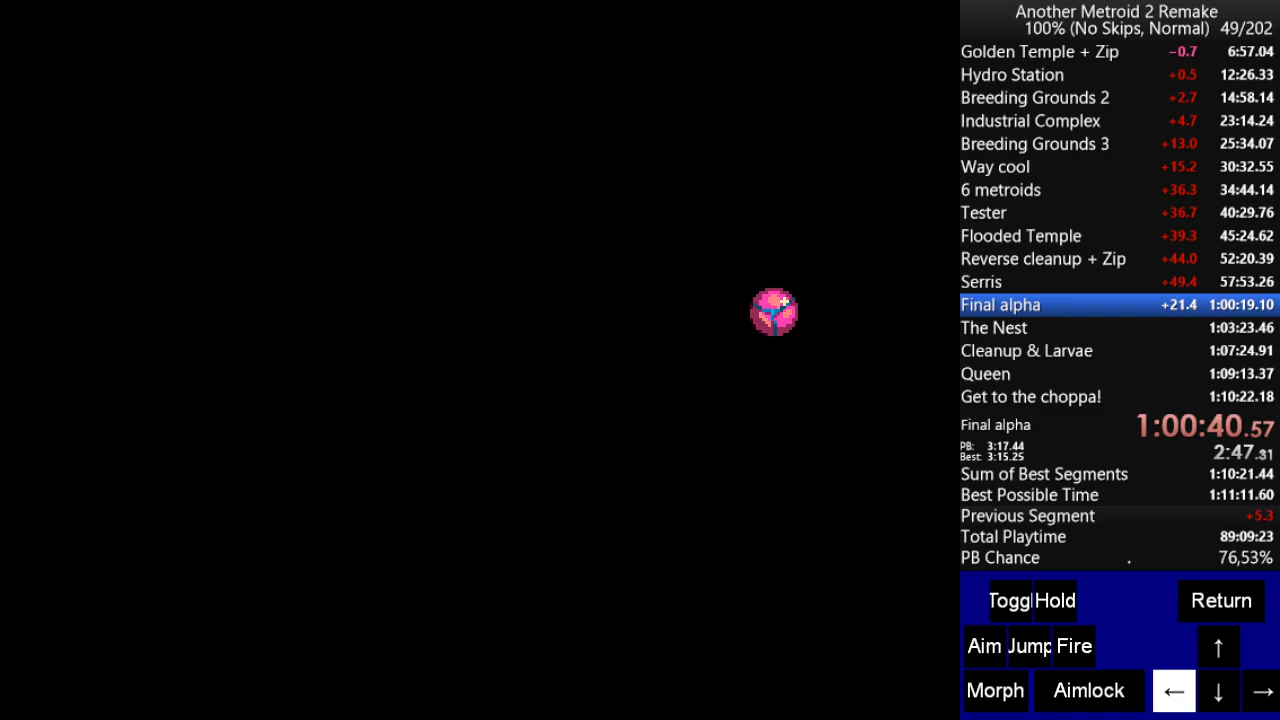 Another Metroid 2 Remake
100% (No Skips, Normal) 49/202
Golden Temple + Zip −0.7 6:57.04
Hydro Station +0.5 12:26.33
Breeding Grounds 2 +2.7 14:58.14
Industrial Complex +4.7 23:14.24
Breeding Grounds 3 +13.0 25:34.07
Way cool +15.2 30:32.55
6 metroids +36.3 34:44.14
Tester +36.7 40:29.76
Flooded Temple +39.3 45:24.62
Reverse cleanup + Zip +44.0 52:20.39
Serris +49.4 57:53.26
Final alpha +21.4 1:00:19.10
The Nest 1:03:23.46
Cleanup & Larvae 1:07:24.91
Queen 1:09:13.37
Get to the choppa! 1:10:22.18
Final alpha 1:00:40.57
PB: 3:17.44
Best: 3:15.25 2:47.31
Sum of Best Segments 1:10:21.44
Best Possible Time 1:11:11.60
Previous Segment +5.3
Total Playtime 89:09:23
PB Chance . 76,53%
Togg Hold Return
Aim Jump Fire ↑
Morph Aimlock ← ↓ →